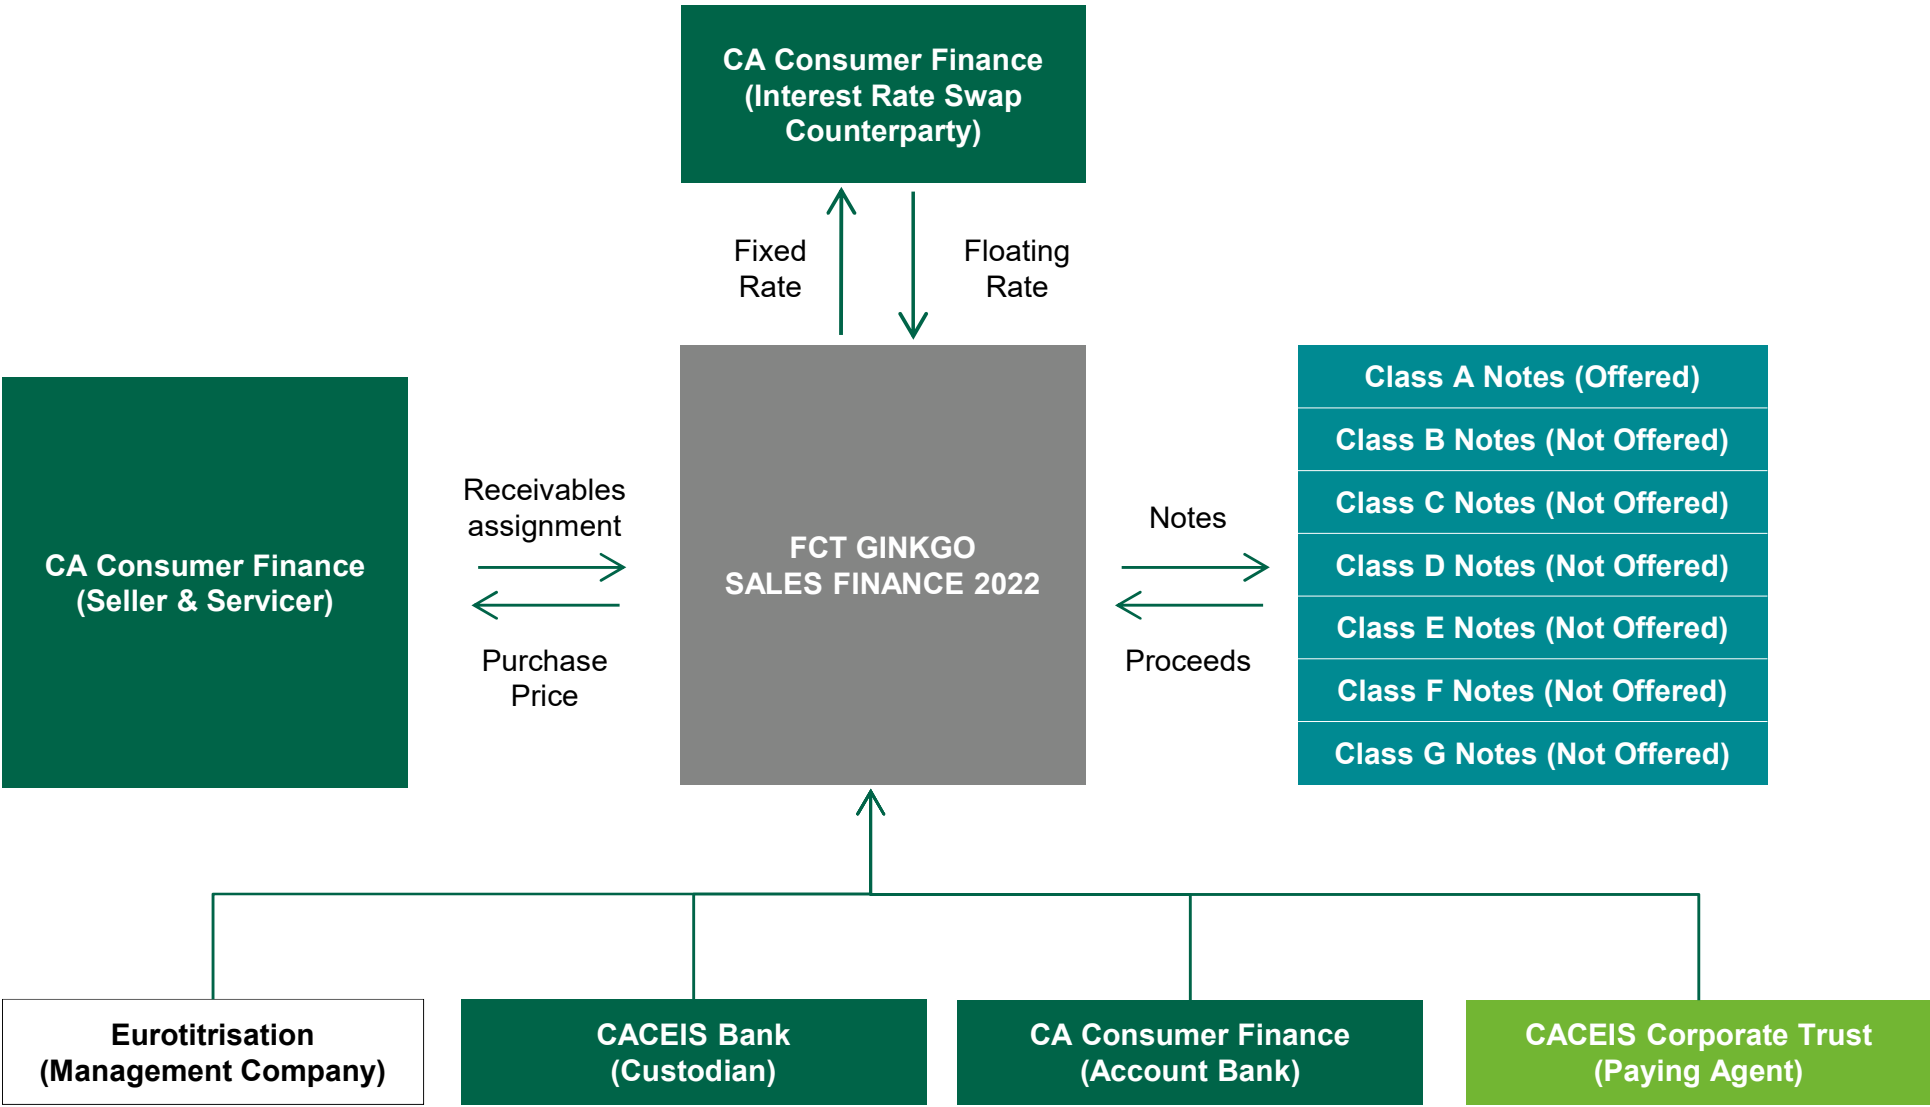 CA Consumer Finance
(Interest Rate Swap
Counterparty)
Fixed
Rate
Floating
Rate
CA Consumer Finance
(Seller & Servicer)
Receivables
assignment
Purchase
Price
FCT GINKGO
SALES FINANCE 2022
Notes
Proceeds
Class A Notes (Offered)
Class B Notes (Not Offered)
Class C Notes (Not Offered)
Class D Notes (Not Offered)
Class E Notes (Not Offered)
Class F Notes (Not Offered)
Class G Notes (Not Offered)
Eurotitrisation
(Management Company)
CACEIS Bank
(Custodian)
CA Consumer Finance
(Account Bank)
CACEIS Corporate Trust
(Paying Agent)